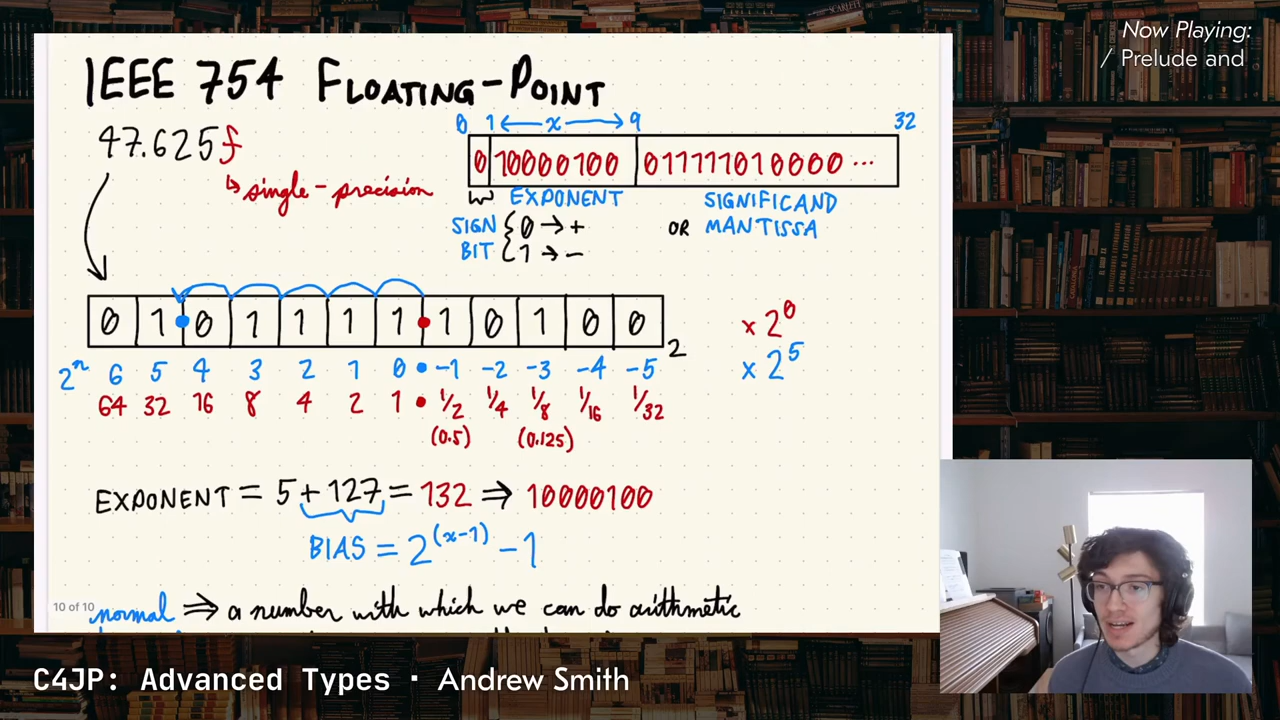 IEEE 754 FLOATING-POINT
47.625f
↳ single-precision
0 1 ← x → 9 32
0 10000100 01111101 0000 ...
EXPONENT
SIGNIFICAND
OR MANTISSA
SIGN BIT { 0 → +
{ 1 → -
0 1 • 0 1 1 1 1 • 1 0 1 0 0 2
× 2^0
2^n 6 5 4 3 2 1 0 • -1 -2 -3 -4 -5
× 2^5
64 32 16 8 4 2 1 • 1/2 1/4 1/8 1/16 1/32
(0.5) (0.125)
EXPONENT = 5 + 127 = 132 ⇒ 10000100
BIAS = 2^(x-1) - 1
10 of 10
normal ⇒ a number with which we can do arithmetic
Now Playing:
/ Prelude and
C4JP: Advanced Types ▪ Andrew Smith